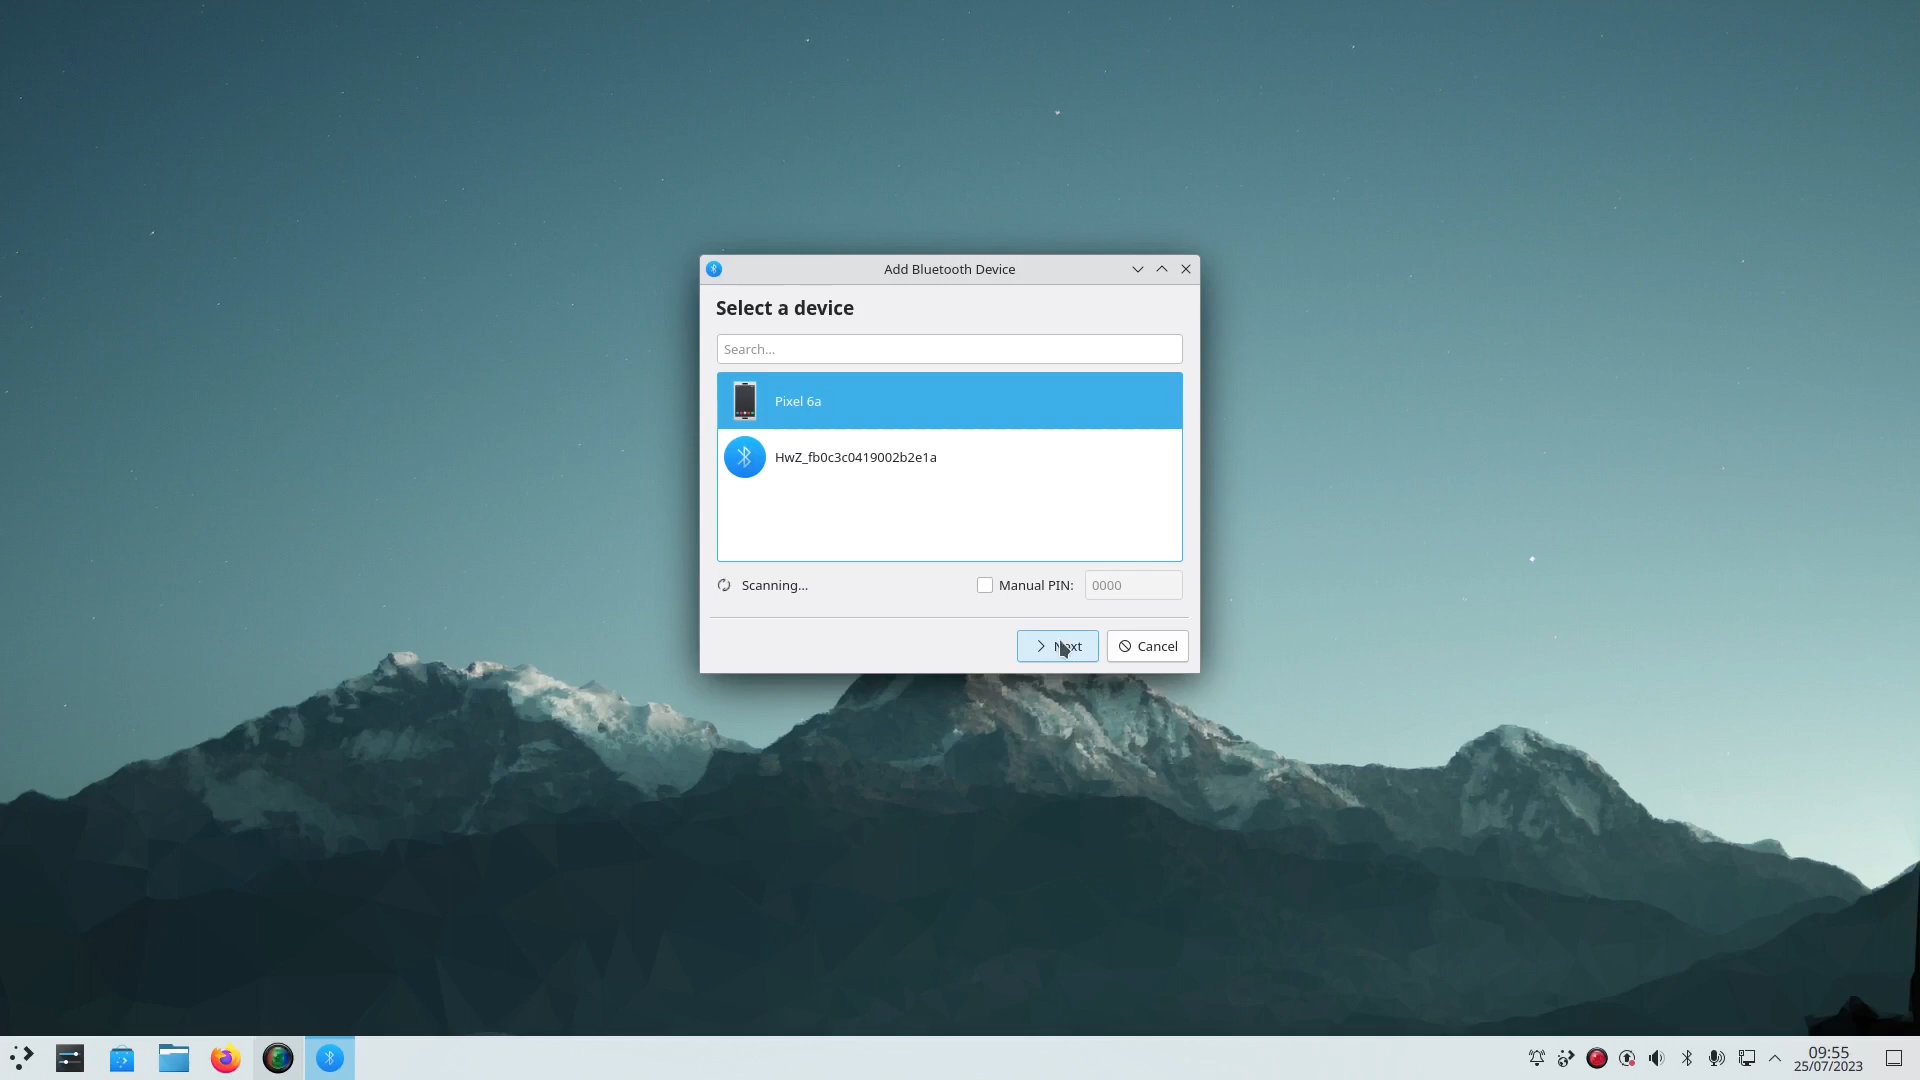 Add Bluetooth Device
Select a device
Search...
Pixel 6a
HwZ_fb0c3c0419002b2e1a
Scanning...
Manual PIN:
0000
Next
Cancel
09:55
25/07/2023